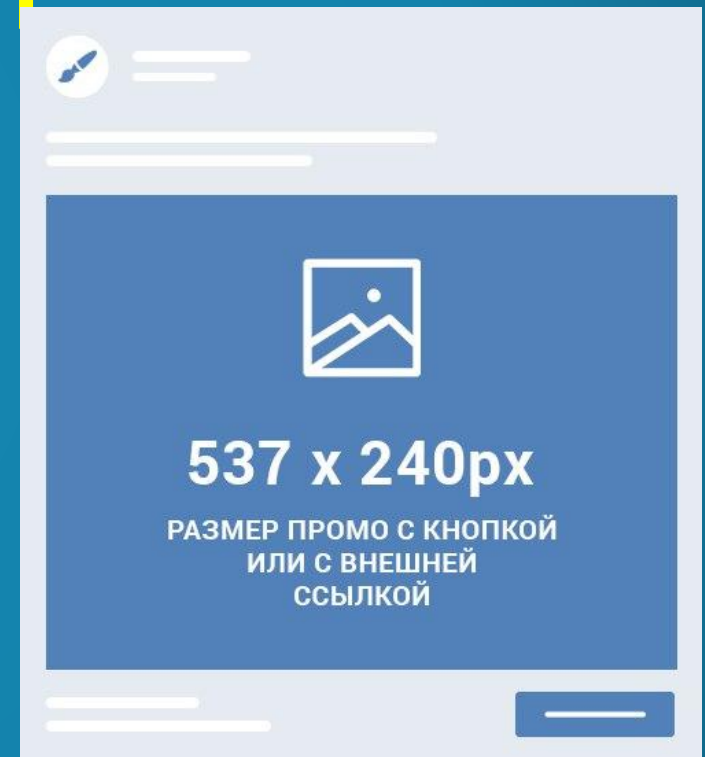 537 x 240px
РАЗМЕР ПРОМО С КНОПКОЙ
ИЛИ С ВНЕШНЕЙ
ССЫЛКОЙ